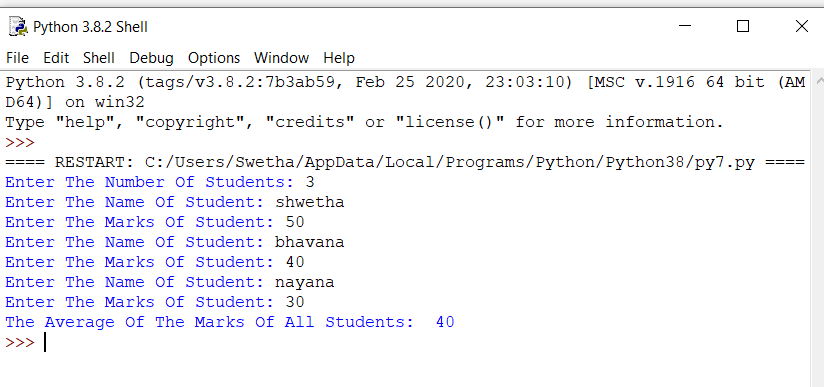 Python 3.8.2 Shell
File Edit Shell Debug Options Window Help
Python 3.8.2 (tags/v3.8.2:7b3ab59, Feb 25 2020, 23:03:10) [MSC v.1916 64 bit (AM
D64)] on win32
Type "help", "copyright", "credits" or "license()" for more information.
>>>
==== RESTART: C:/Users/Swetha/AppData/Local/Programs/Python/Python38/py7.py ====
Enter The Number Of Students: 3
Enter The Name Of Student: shwetha
Enter The Marks Of Student: 50
Enter The Name Of Student: bhavana
Enter The Marks Of Student: 40
Enter The Name Of Student: nayana
Enter The Marks Of Student: 30
The Average Of The Marks Of All Students:  40
>>>